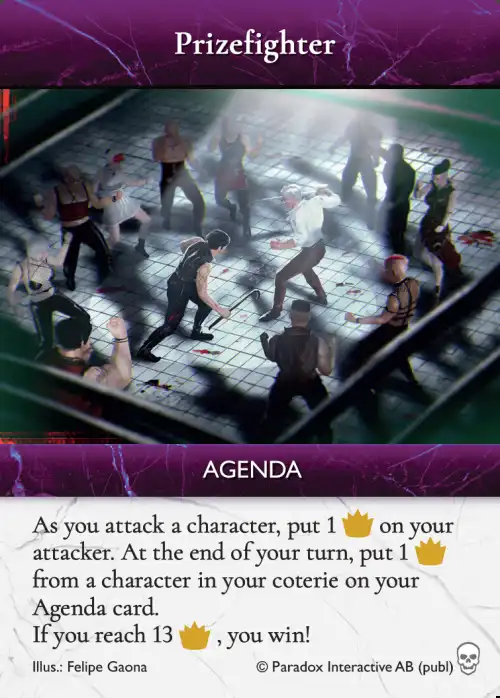 Prizefighter
AGENDA
As you attack a character, put 1 on your
attacker. At the end of your turn, put 1
from a character in your coterie on your
Agenda card.
If you reach 13 , you win!
Illus.: Felipe Gaona © Paradox Interactive AB (publ)